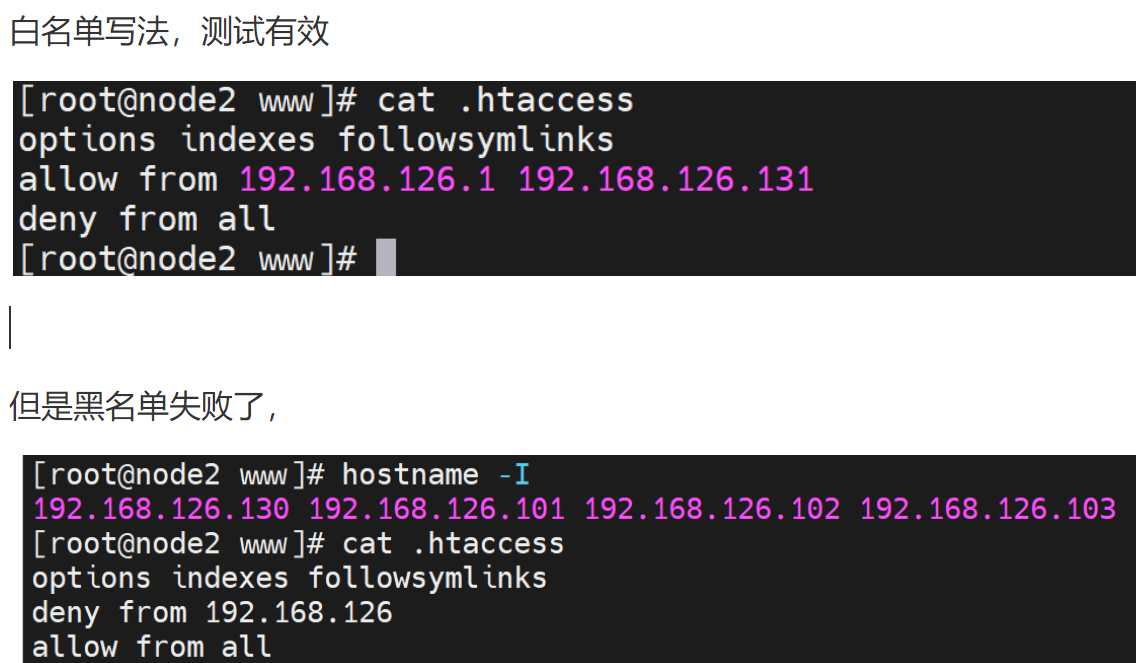 白名单写法，测试有效
[root@node2 www]# cat .htaccess
options indexes followsymlinks
allow from 192.168.126.1 192.168.126.131
deny from all
[root@node2 www]#
但是黑名单失败了，
[root@node2 www]# hostname -I
192.168.126.130 192.168.126.101 192.168.126.102 192.168.126.103
[root@node2 www]# cat .htaccess
options indexes followsymlinks
deny from 192.168.126
allow from all